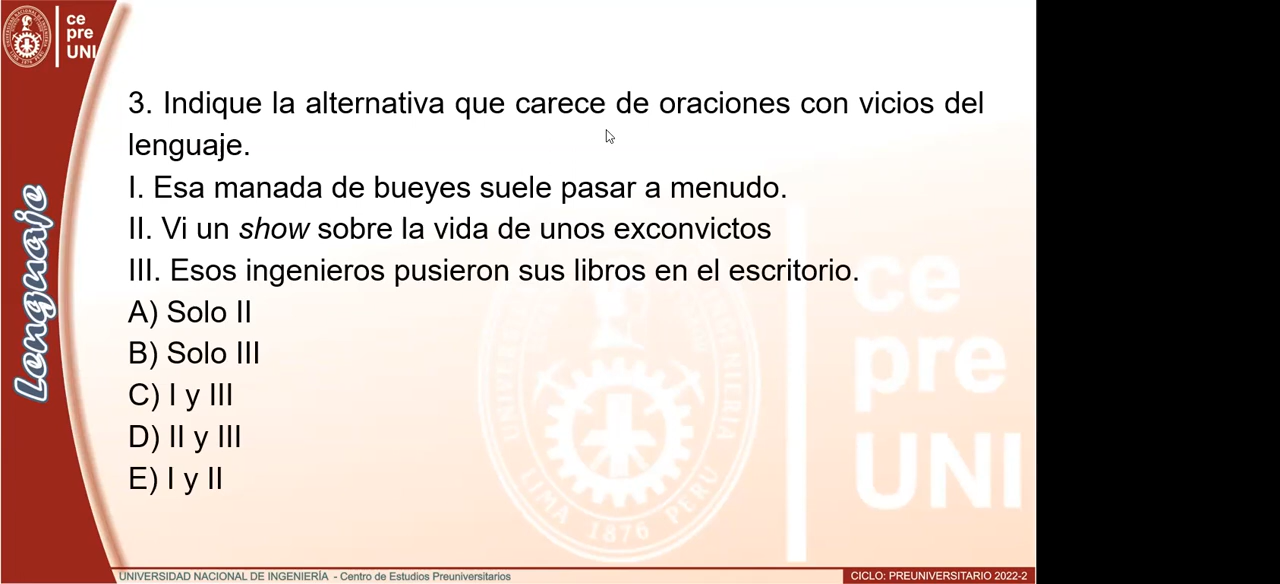 ce
pre
UNI
Lenguaje
3. Indique la alternativa que carece de oraciones con vicios del
lenguaje.
I. Esa manada de bueyes suele pasar a menudo.
II. Vi un show sobre la vida de unos exconvictos
III. Esos ingenieros pusieron sus libros en el escritorio.
A) Solo II
B) Solo III
C) I y III
D) II y III
E) I y II
ce
pre
UNI
LIMA 1876 PERU
UNIVERSIDAD NACIONAL DE INGENIERÍA - Centro de Estudios Preuniversitarios
CICLO: PREUNIVERSITARIO 2022-2